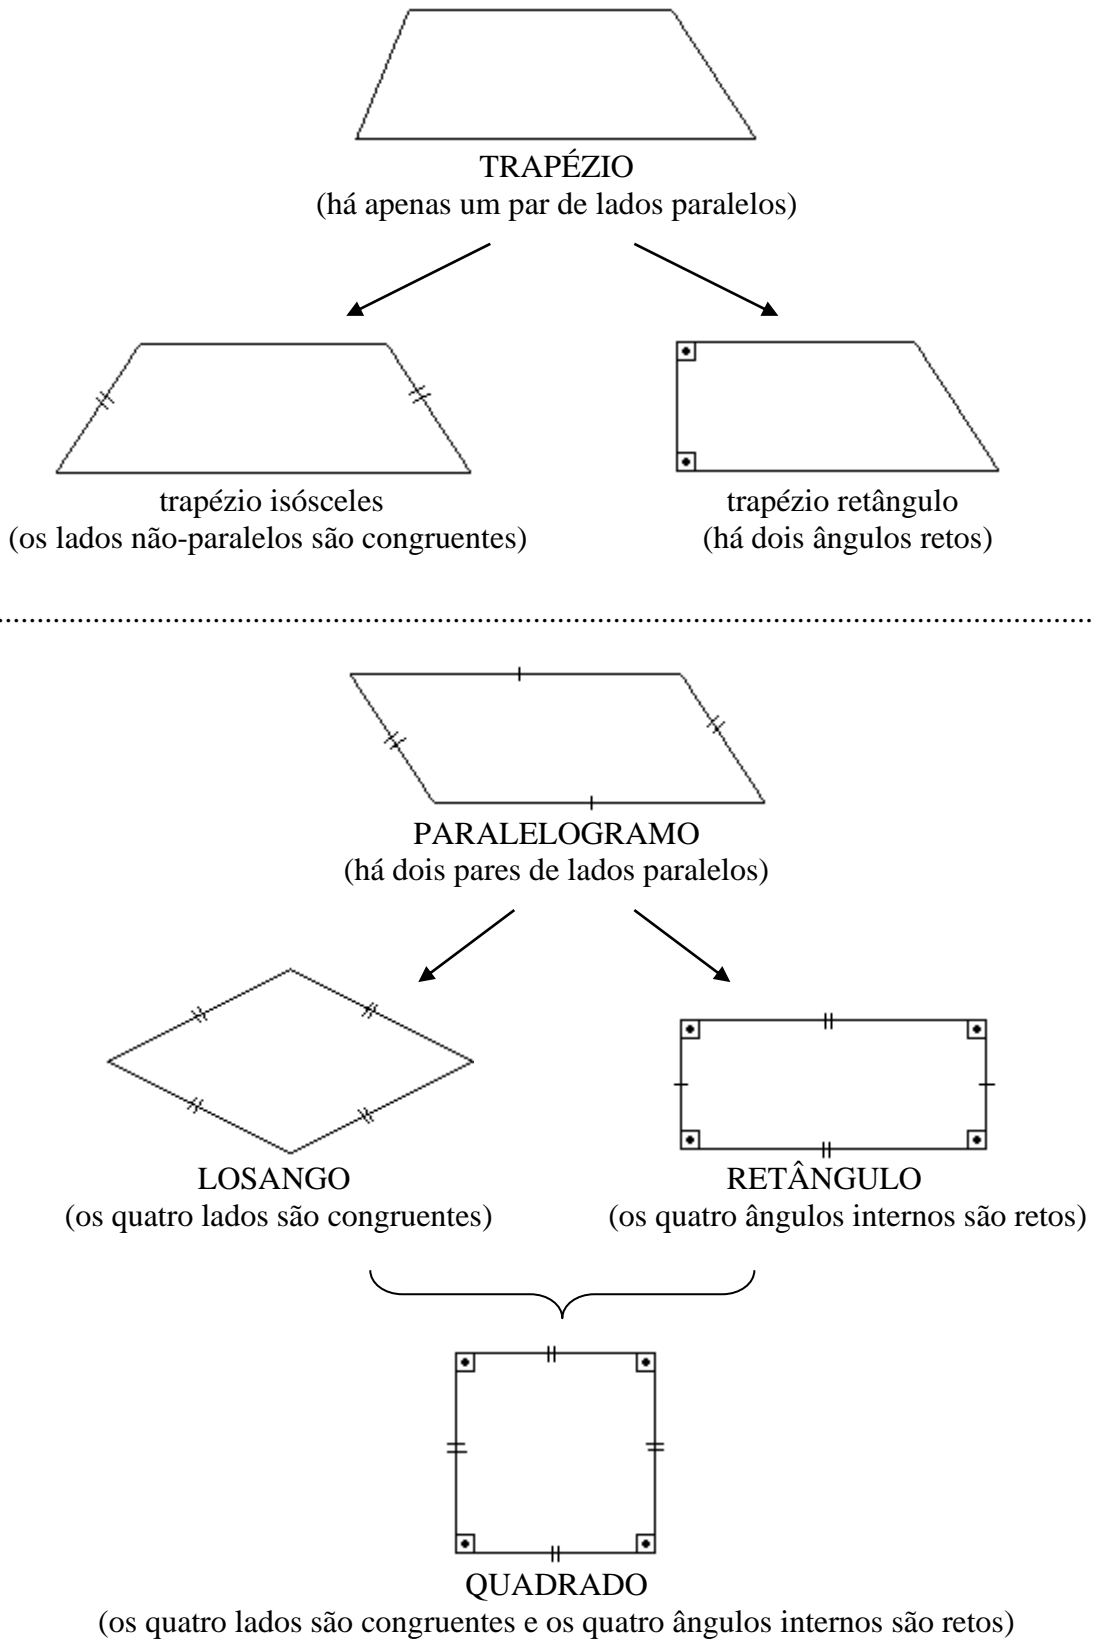 TRAPÉZIO
(há apenas um par de lados paralelos)
trapézio isósceles
(os lados não-paralelos são congruentes)
trapézio retângulo
(há dois ângulos retos)
PARALELOGRAMO
(há dois pares de lados paralelos)
LOSANGO
(os quatro lados são congruentes)
RETÂNGULO
(os quatro ângulos internos são retos)
QUADRADO
(os quatro lados são congruentes e os quatro ângulos internos são retos)